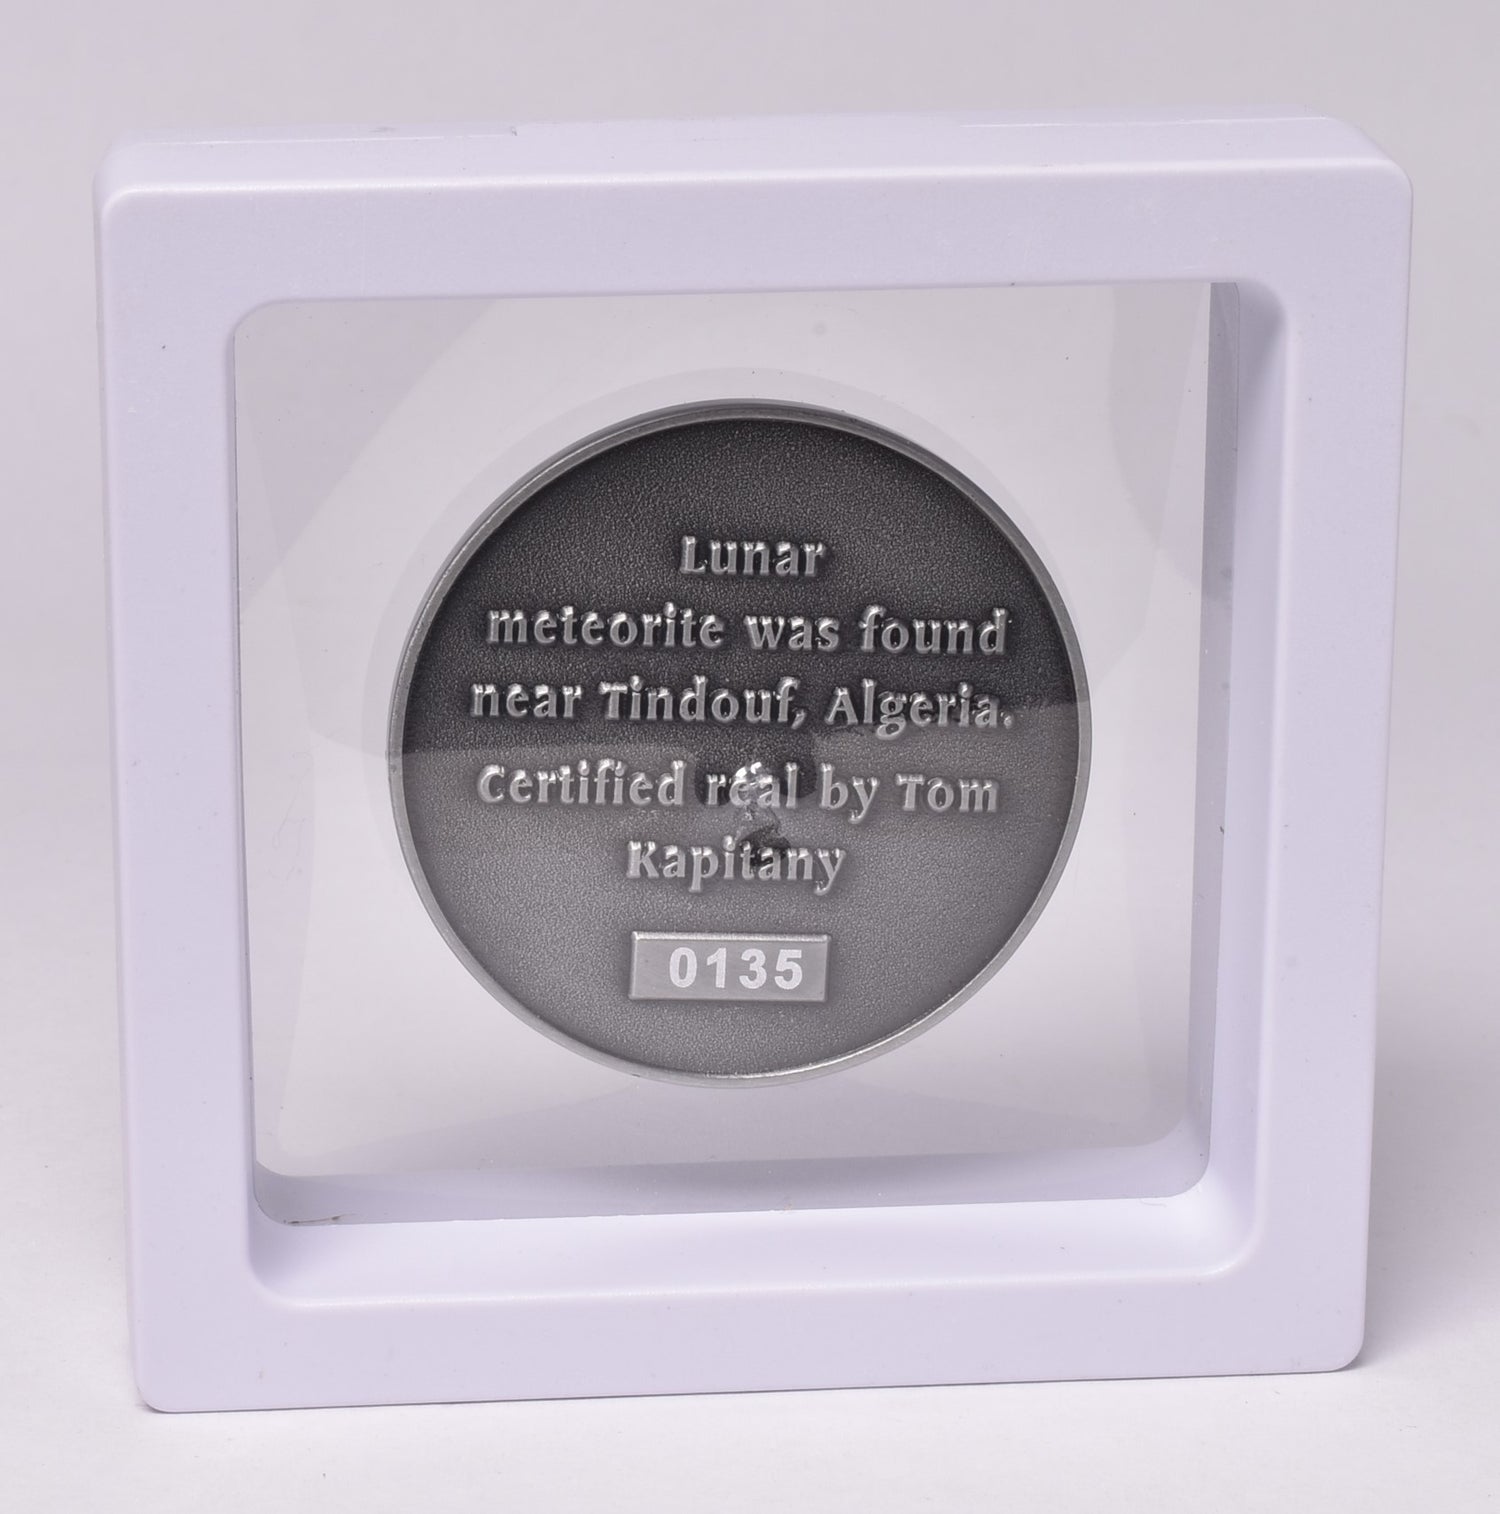 Lunar
meteorite was found
near Tindouf, Algeria.
Certified real by Tom
Kapitany
0135